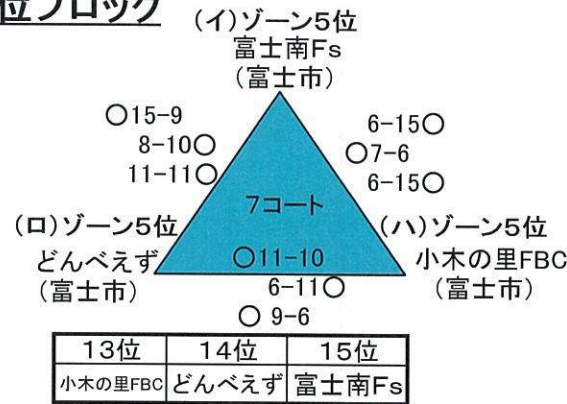 位ブロック
(イ)ゾーン5位
富士南Fs
(富士市)
○15-9
8-10○
11-11○
6-15○
○7-6
6-15○
7コート
(ロ)ゾーン5位
どんべえず
(富士市)
(ハ)ゾーン5位
小木の里FBC
(富士市)
○11-10
6-11○
○ 9-6
13位 14位 15位
小木の里FBC どんべえず 富士南Fs